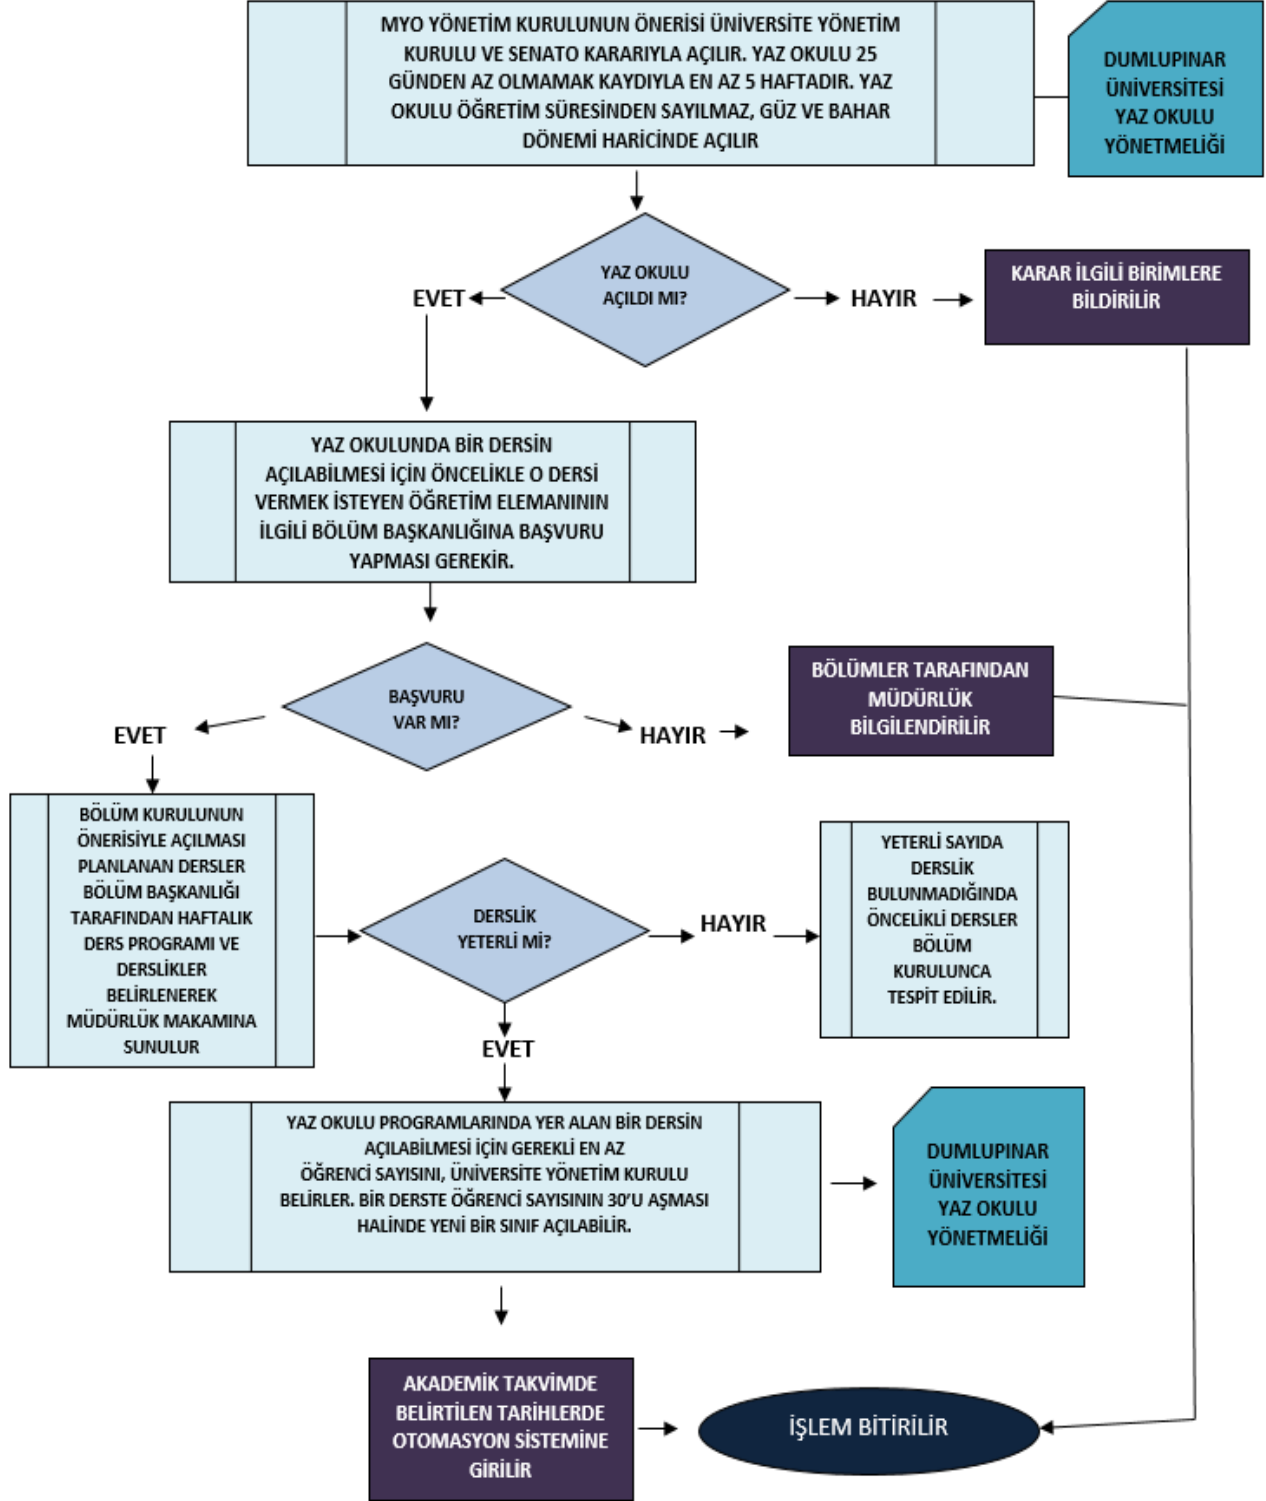 MYO YÖNETİM KURULUNUN ÖNERİSİ ÜNİVERSİTE YÖNETİM
KURULU VE SENATO KARARIYLA AÇILIR. YAZ OKULU 25
GÜNDEN AZ OLMAMAK KAYDIYLA EN AZ 5 HAFTADIR. YAZ
OKULU ÖĞRETİM SÜRESİNDEN SAYILMAZ, GÜZ VE BAHAR
DÖNEMİ HARİCİNDE AÇILIR
DUMLUPINAR
ÜNİVERSİTESİ
YAZ OKULU
YÖNETMELİĞİ
YAZ OKULU
AÇILDI MI?
EVET
HAYIR
KARAR İLGİLİ BİRİMLERE
BİLDİRİLİR
YAZ OKULUNDA BİR DERSİN
AÇILABİLMESİ İÇİN ÖNCELİKLE O DERSİ
VERMEK İSTEYEN ÖĞRETİM ELEMANININ
İLGİLİ BÖLÜM BAŞKANLIĞINA BAŞVURU
YAPMASI GEREKİR.
BAŞVURU
VAR MI?
EVET
HAYIR
BÖLÜMLER TARAFINDAN
MÜDÜRLÜK
BİLGİLENDİRİLİR
BÖLÜM KURULUNUN
ÖNERİSİYLE AÇILMASI
PLANLANAN DERSLER
BÖLÜM BAŞKANLIĞI
TARAFINDAN HAFTALIK
DERS PROGRAMI VE
DERSLİKLER
BELİRLENEREK
MÜDÜRLÜK MAKAMINA
SUNULUR
DERSLİK
YETERLİ Mİ?
HAYIR
YETERLİ SAYIDA
DERSLİK
BULUNMADIĞINDA
ÖNCELİKLİ DERSLER
BÖLÜM
KURULUNCA
TESPİT EDİLİR.
EVET
YAZ OKULU PROGRAMLARINDA YER ALAN BİR DERSİN
AÇILABİLMESİ İÇİN GEREKLİ EN AZ
ÖĞRENCİ SAYISINI, ÜNİVERSİTE YÖNETİM KURULU
BELİRLER. BİR DERSTE ÖĞRENCİ SAYISININ 30’U AŞMASI
HALİNDE YENİ BİR SINIF AÇILABİLİR.
DUMLUPINAR
ÜNİVERSİTESİ
YAZ OKULU
YÖNETMELİĞİ
AKADEMİK TAKVİMDE
BELİRTİLEN TARİHLERDE
OTOMASYON SİSTEMİNE
GİRİLİR
İŞLEM BİTİRİLİR